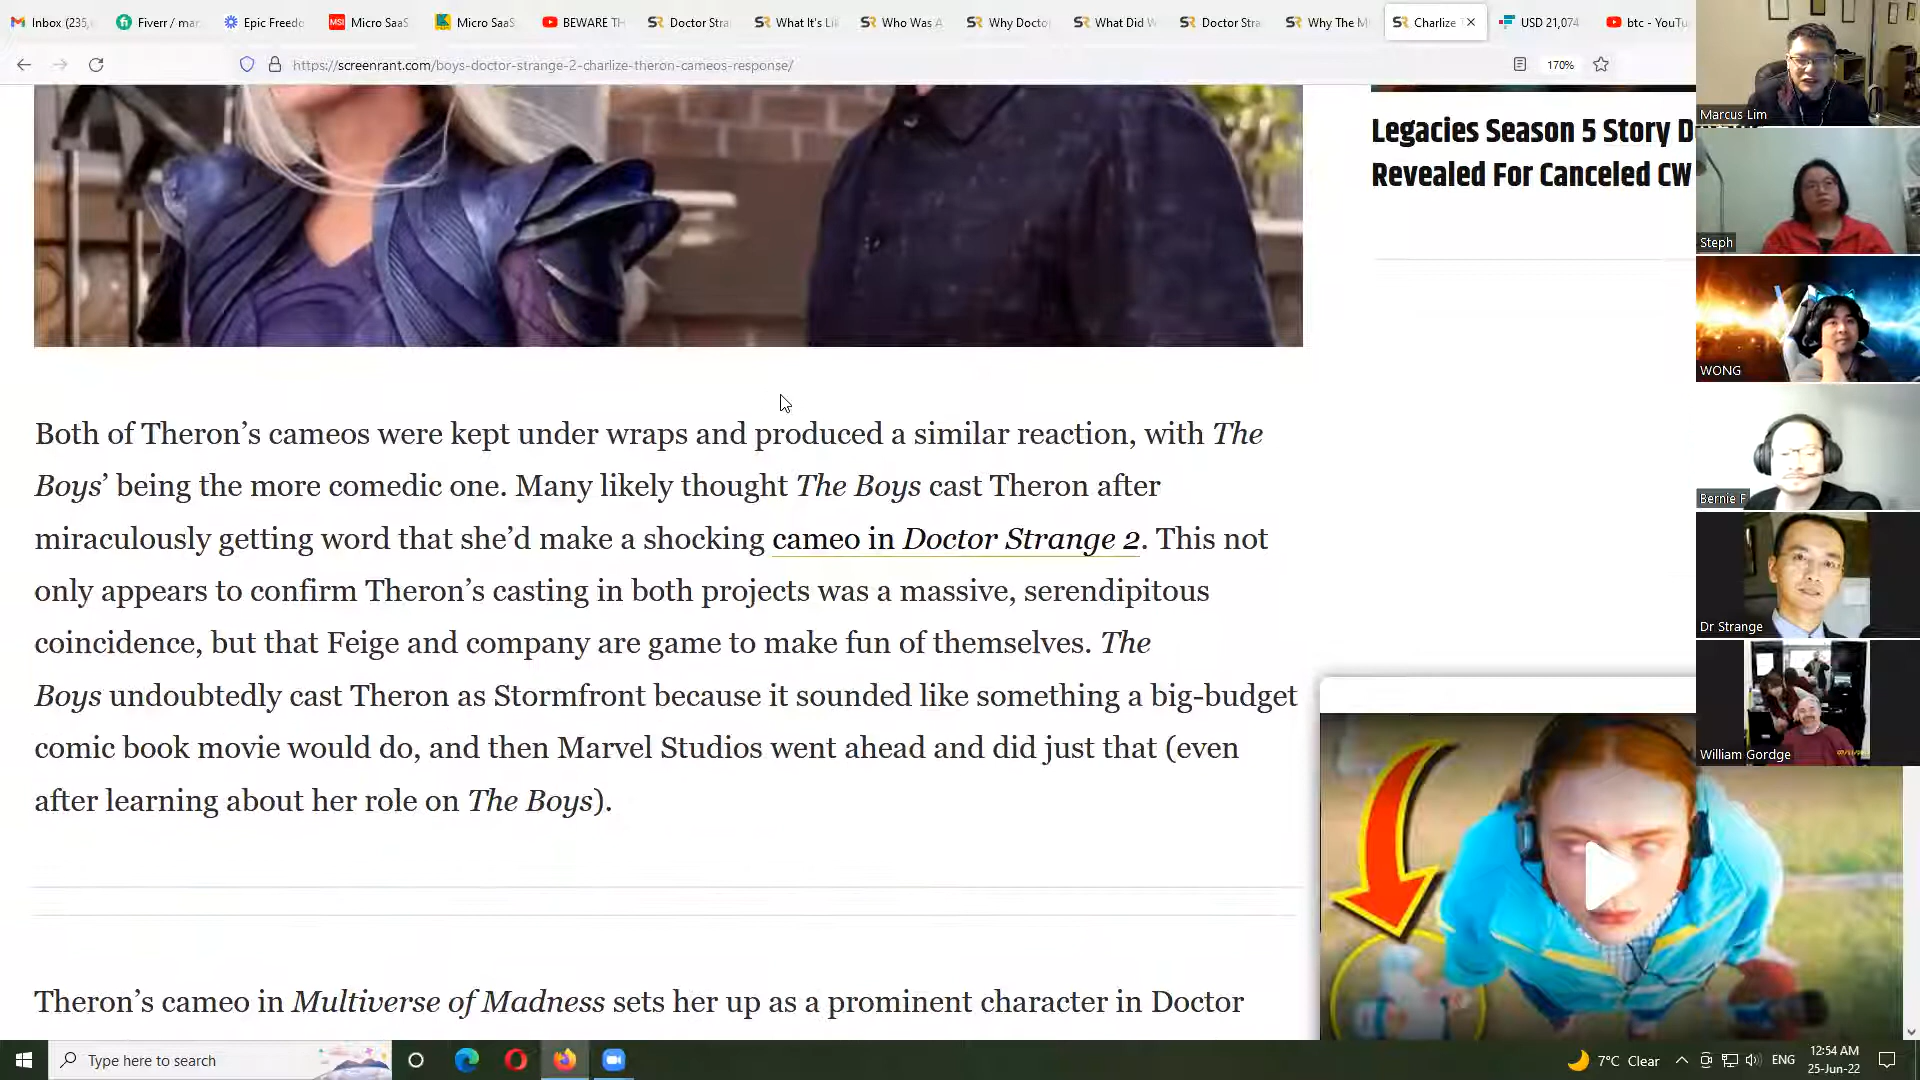 Inbox (235,
Fiverr / mar
Epic Freedo
MSI
Micro SaaS
Micro SaaS
BEWARE TH
SR
Doctor Stra
SR
What It's Li
SR
Who Was A
SR
Why Docto
SR
What Did W
SR
Doctor Stra
SR
Why The M
SR
Charlize T
USD 21,074
btc - YouTu
https://screenrant.com/boys-doctor-strange-2-charlize-theron-cameos-response/
170%
Legacies Season 5 Story D
Revealed For Canceled CW
Both of Theron’s cameos were kept under wraps and produced a similar reaction, with The
Boys’ being the more comedic one. Many likely thought The Boys cast Theron after
miraculously getting word that she’d make a shocking cameo in Doctor Strange 2. This not
only appears to confirm Theron’s casting in both projects was a massive, serendipitous
coincidence, but that Feige and company are game to make fun of themselves. The
Boys undoubtedly cast Theron as Stormfront because it sounded like something a big-budget
comic book movie would do, and then Marvel Studios went ahead and did just that (even
after learning about her role on The Boys).
Theron’s cameo in Multiverse of Madness sets her up as a prominent character in Doctor
Marcus Lim
Steph
WONG
Bernie F
Dr Strange
William Gordge
Type here to search
7°C Clear
ENG
12:54 AM
25-Jun-22